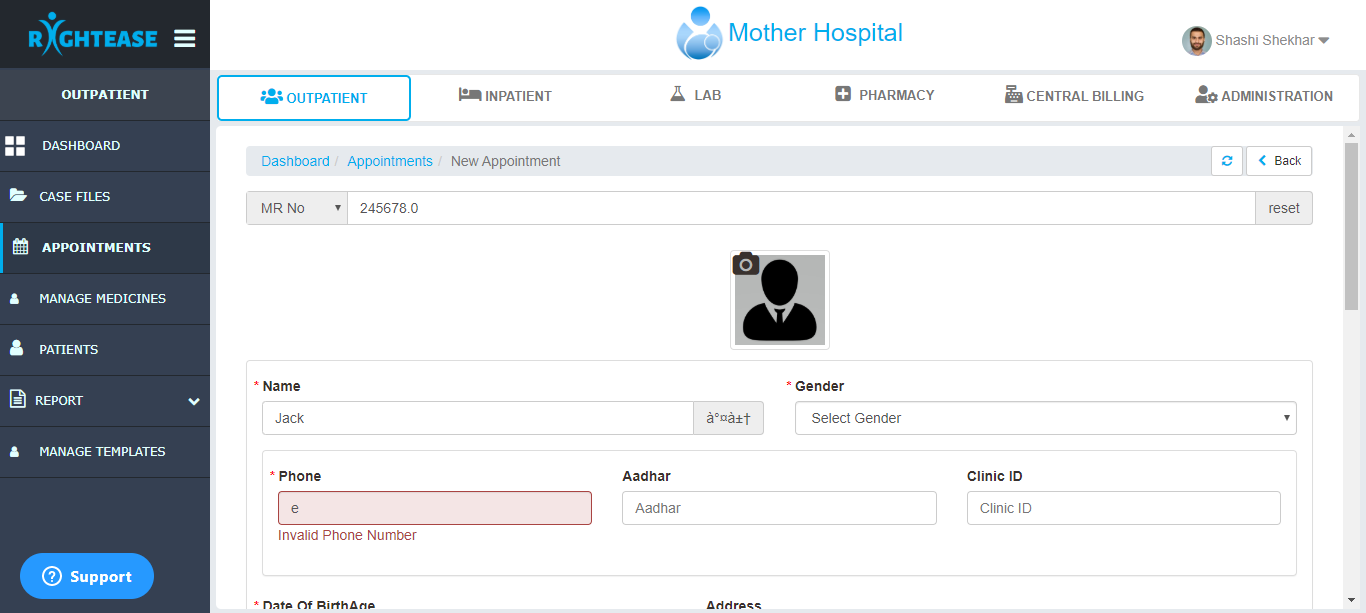 RIGHTEASE
Mother Hospital
Shashi Shekhar
OUTPATIENT
OUTPATIENT
INPATIENT
LAB
PHARMACY
CENTRAL BILLING
ADMINISTRATION
DASHBOARD
CASE FILES
APPOINTMENTS
MANAGE MEDICINES
PATIENTS
REPORT
MANAGE TEMPLATES
Support
Dashboard / Appointments / New Appointment
Back
MR No 245678.0 reset
* Name
* Gender
Jack à°¤à±†
Select Gender
* Phone
Aadhar
Clinic ID
e
Aadhar
Clinic ID
Invalid Phone Number
* Date Of BirthAge
Address